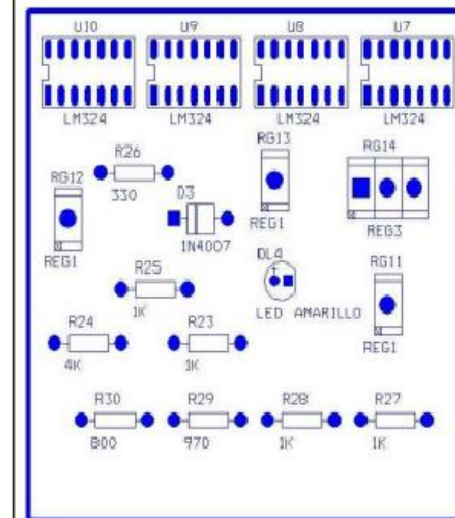 U10 U9 U8 U7
LM324 LM324 LM324 LM324
R26 RG13 RG14
RG12 330 D3
1N4007 REG1 REG3
REG1
R25 DL4 RG11
1K LED AMARILLO
R24 R23
4K 1K REG1
R30 R29 R28 R27
800 970 1K 1K